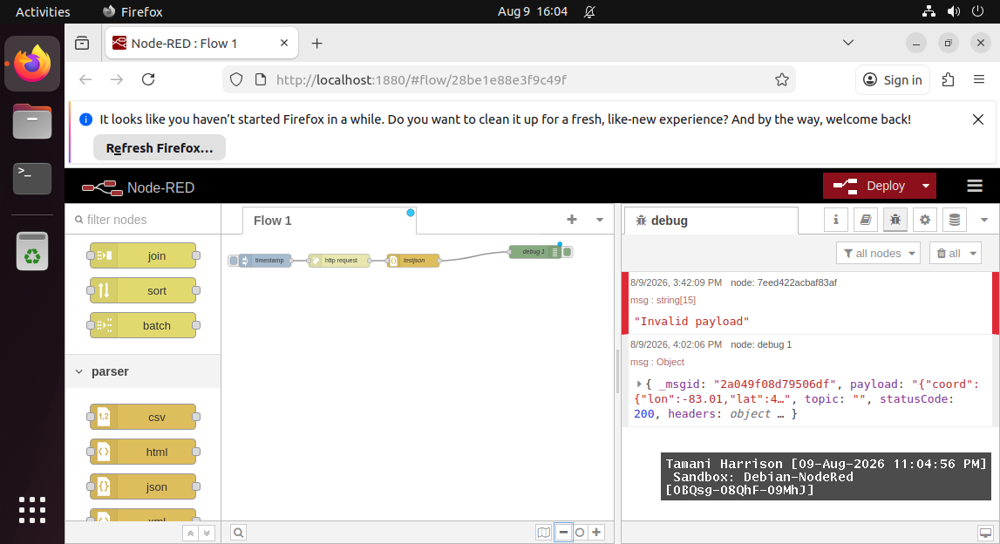 Activities
Firefox
Aug 9 16:04
Node-RED : Flow 1
http://localhost:1880/#flow/28be1e88e3f9c49f
Sign in
It looks like you haven't started Firefox in a while. Do you want to clean it up for a fresh, like-new experience? And by the way, welcome back!
Refresh Firefox...
Node-RED
Deploy
filter nodes
join
sort
batch
parser
csv
html
json
xml
Flow 1
timestamp
http request
testjson
debug 1
debug
all nodes
all
8/9/2026, 3:42:09 PM node: 7eed422acbaf83af
msg : string[15]
"Invalid payload"
8/9/2026, 4:02:06 PM node: debug 1
msg : Object
{ _msgid: "2a049f08d79506df", payload: "{"coord":
{"lon":-83.01,"lat":4…", topic: "", statusCode:
200, headers: object … }
Tamani Harrison [09-Aug-2026 11:04:56 PM]
Sandbox: Debian-NodeRed
[OBQsg-O8QhF-O9MhJ]